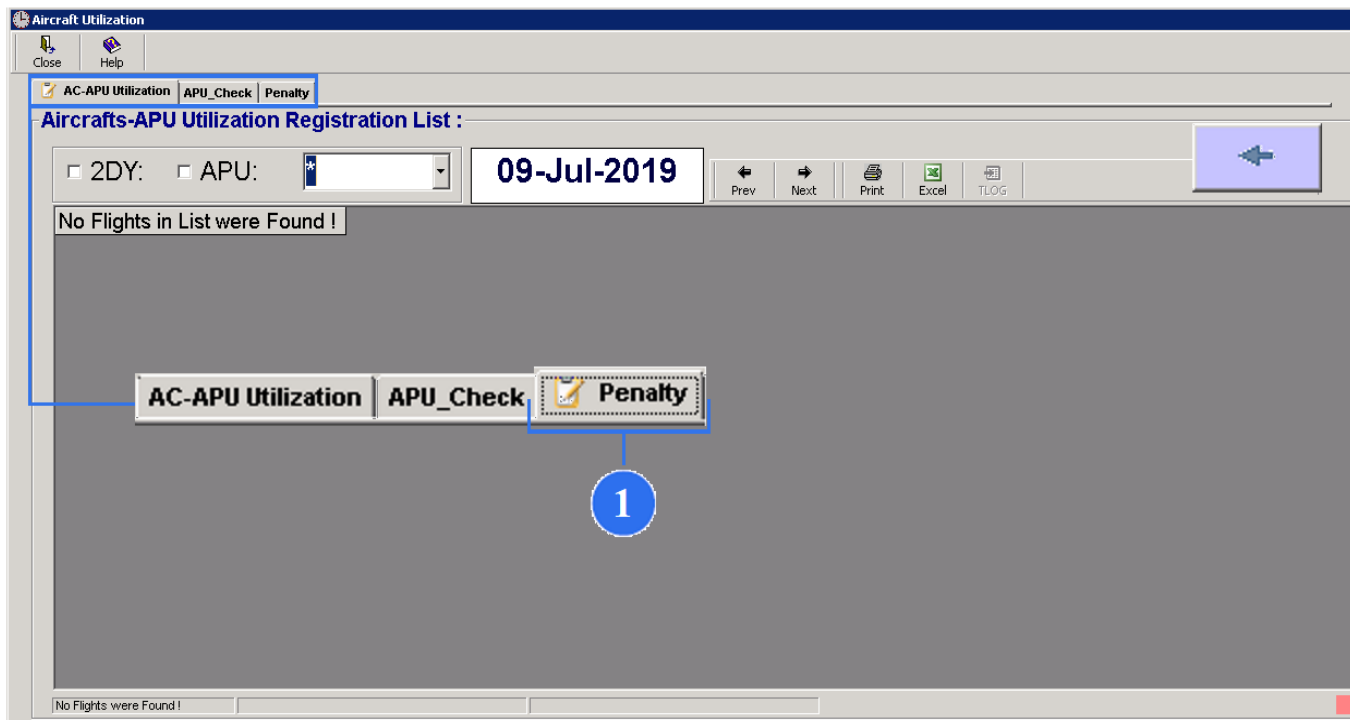 Aircraft Utilization
Close Help
AC-APU Utilization APU_Check Penalty
Aircrafts-APU Utilization Registration List :
2DY: APU: * 09-Jul-2019 Prev Next Print Excel TLOG
No Flights in List were Found !
AC-APU Utilization APU_Check Penalty
1
No Flights were Found !